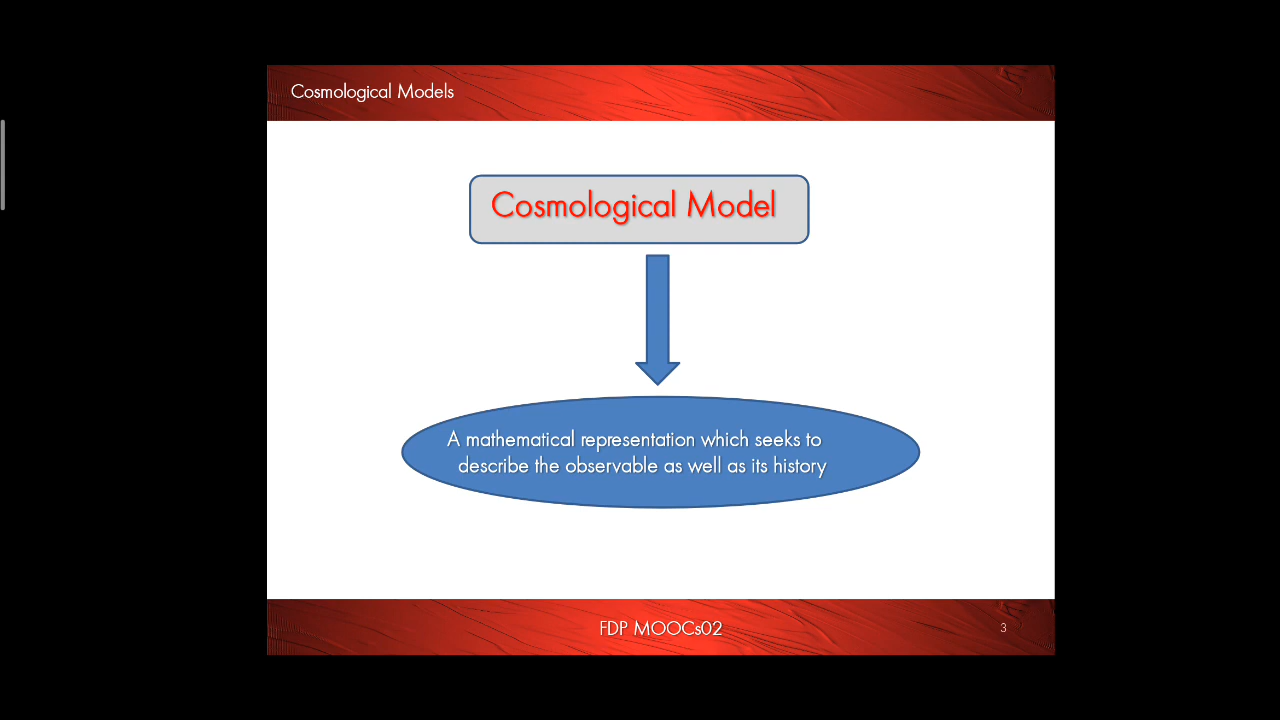 Cosmological Models
Cosmological Model
A mathematical representation which seeks to
describe the observable as well as its history
FDP MOOCs02
3